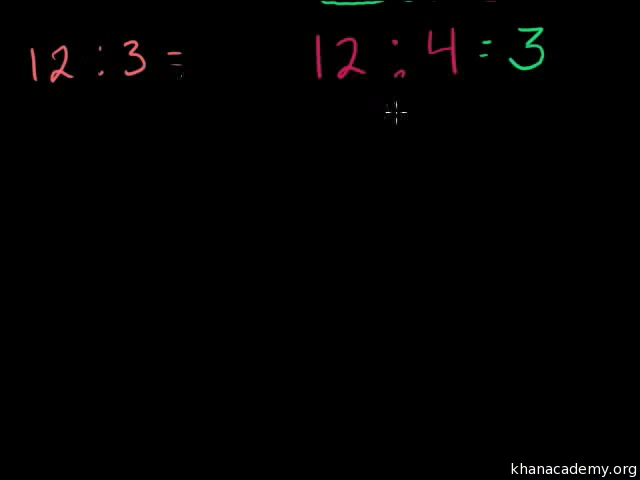 12 : 3 =
12 : 4 = 3
khanacademy.org